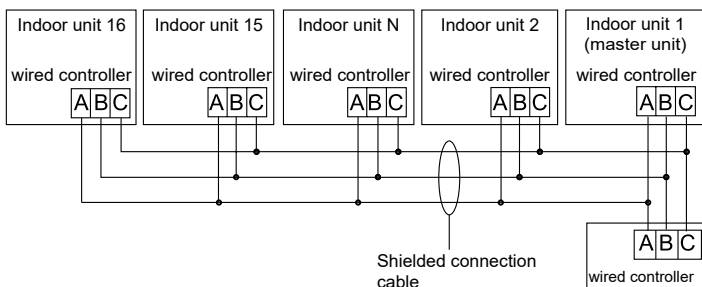 Indoor unit 16
Indoor unit 15
Indoor unit N
Indoor unit 2
Indoor unit 1
(master unit)
wired controller
wired controller
wired controller
wired controller
wired controller
A B C
A B C
A B C
A B C
A B C
A B C
wired controller
Shielded connection
cable